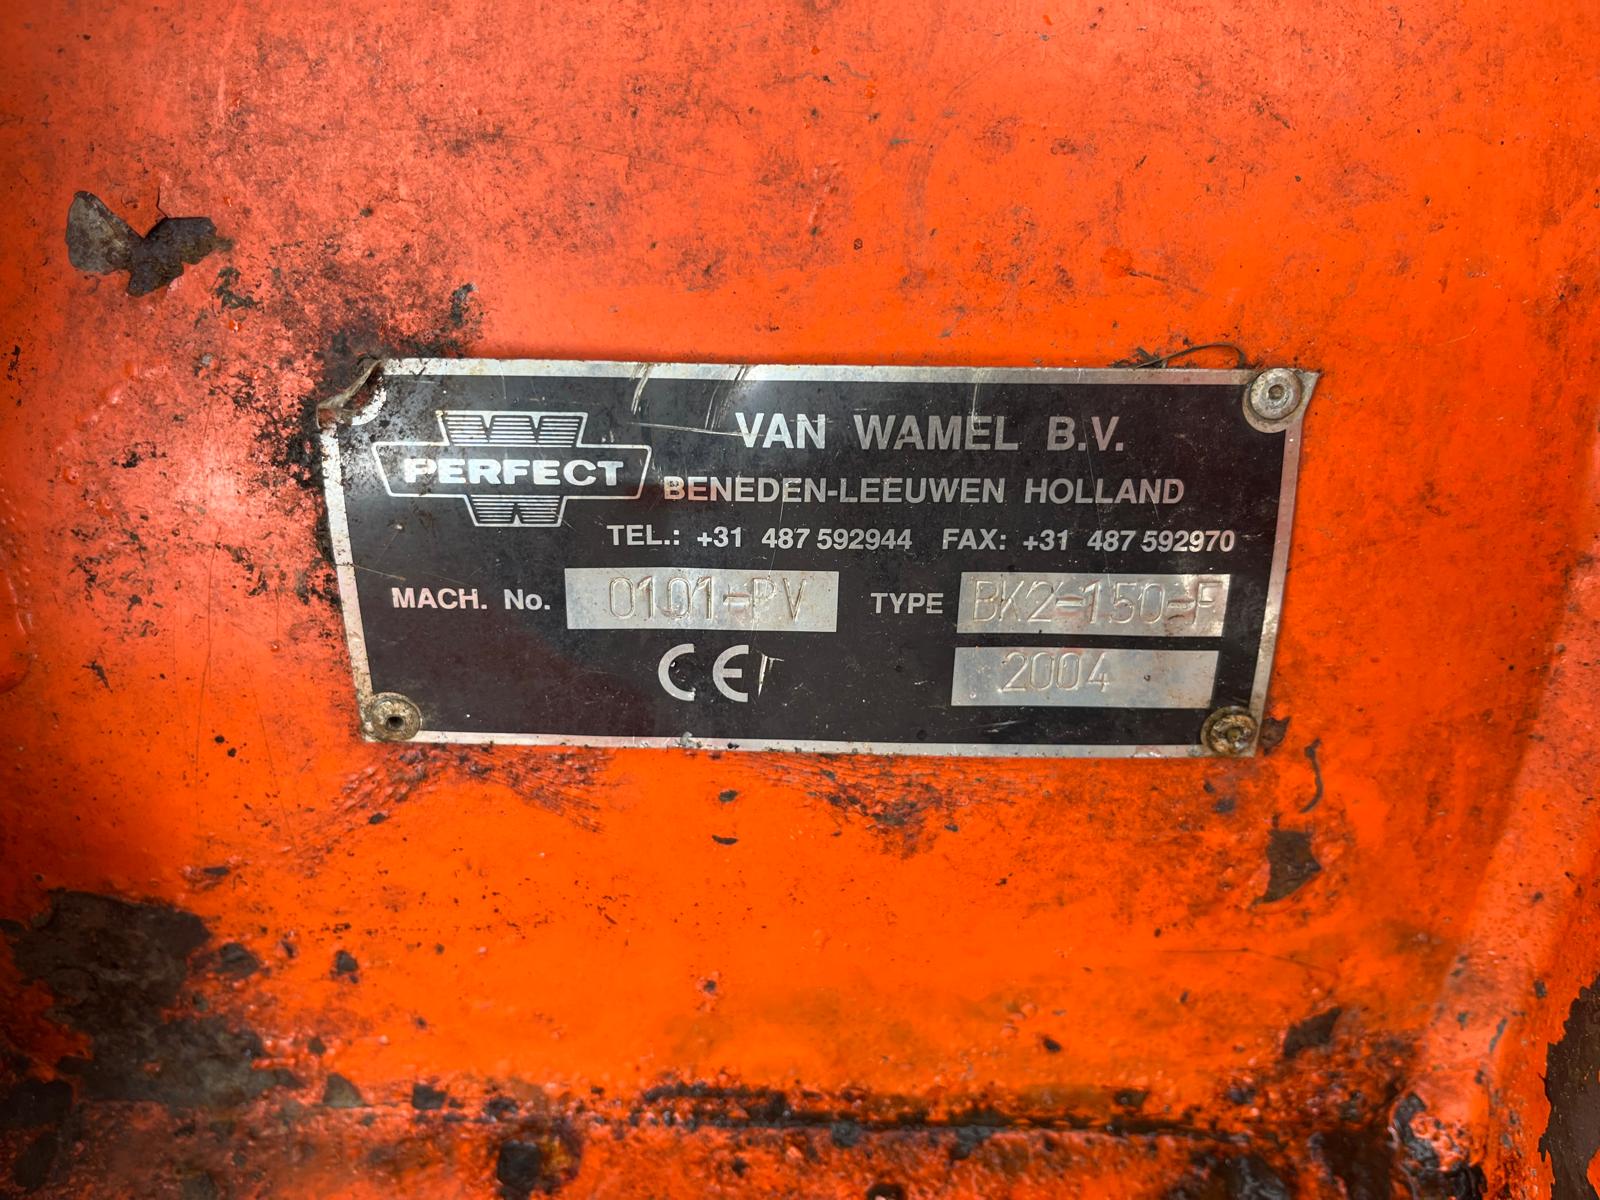 VAN WAMEL B.V.
PERFECT
BENEDEN-LEEUWEN HOLLAND
TEL.: +31 487 592944 FAX: +31 487 592970
MACH. No. 0101-PV TYPE BK2-150-F
CE 2004